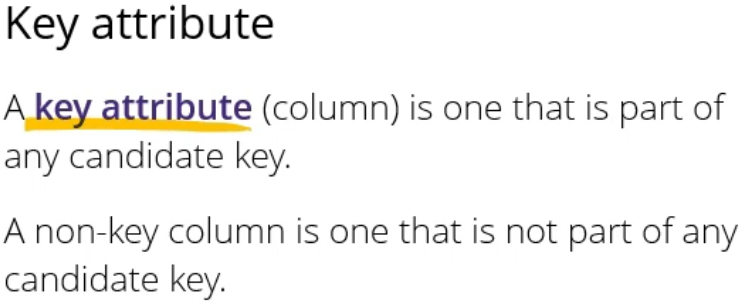 Key attribute
A key attribute (column) is one that is part of
any candidate key.
A non-key column is one that is not part of any
candidate key.